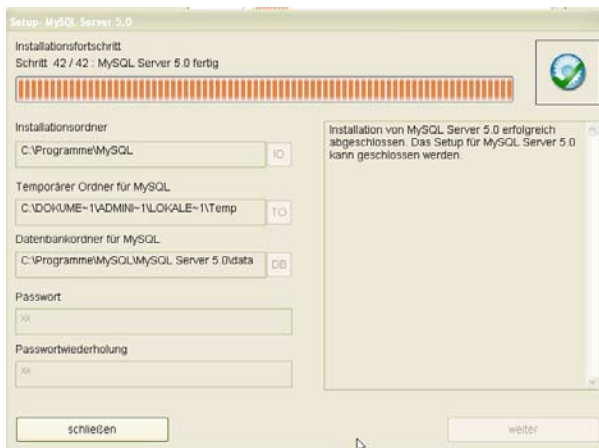 Setup- MySQL Server 5.0
Installationsfortschritt
Schritt 42 / 42 : MySQL Server 5.0 fertig
Installationsordner
C:\Programme\MySQL
IO
Temporärer Ordner für MySQL
C:\DOKUME~1\ADMINI~1\LOKALE~1\Temp
TO
Datenbankordner für MySQL
C:\Programme\MySQL\MySQL Server 5.0\data
DB
Passwort
xx
Passwortwiederholung
xx
Installation von MySQL Server 5.0 erfolgreich
abgeschlossen. Das Setup für MySQL Server 5.0
kann geschlossen werden.
schließen
weiter